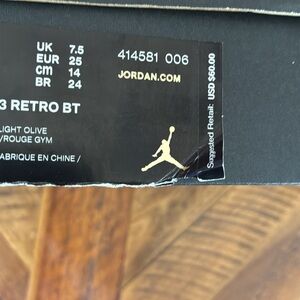 UK 7.5
EUR 25
cm 14
BR 24
414581 006
JORDAN.COM
Suggested Retail: USD $60.00
3 RETRO BT
LIGHT OLIVE
/ROUGE GYM
ABRIQUE EN CHINE /